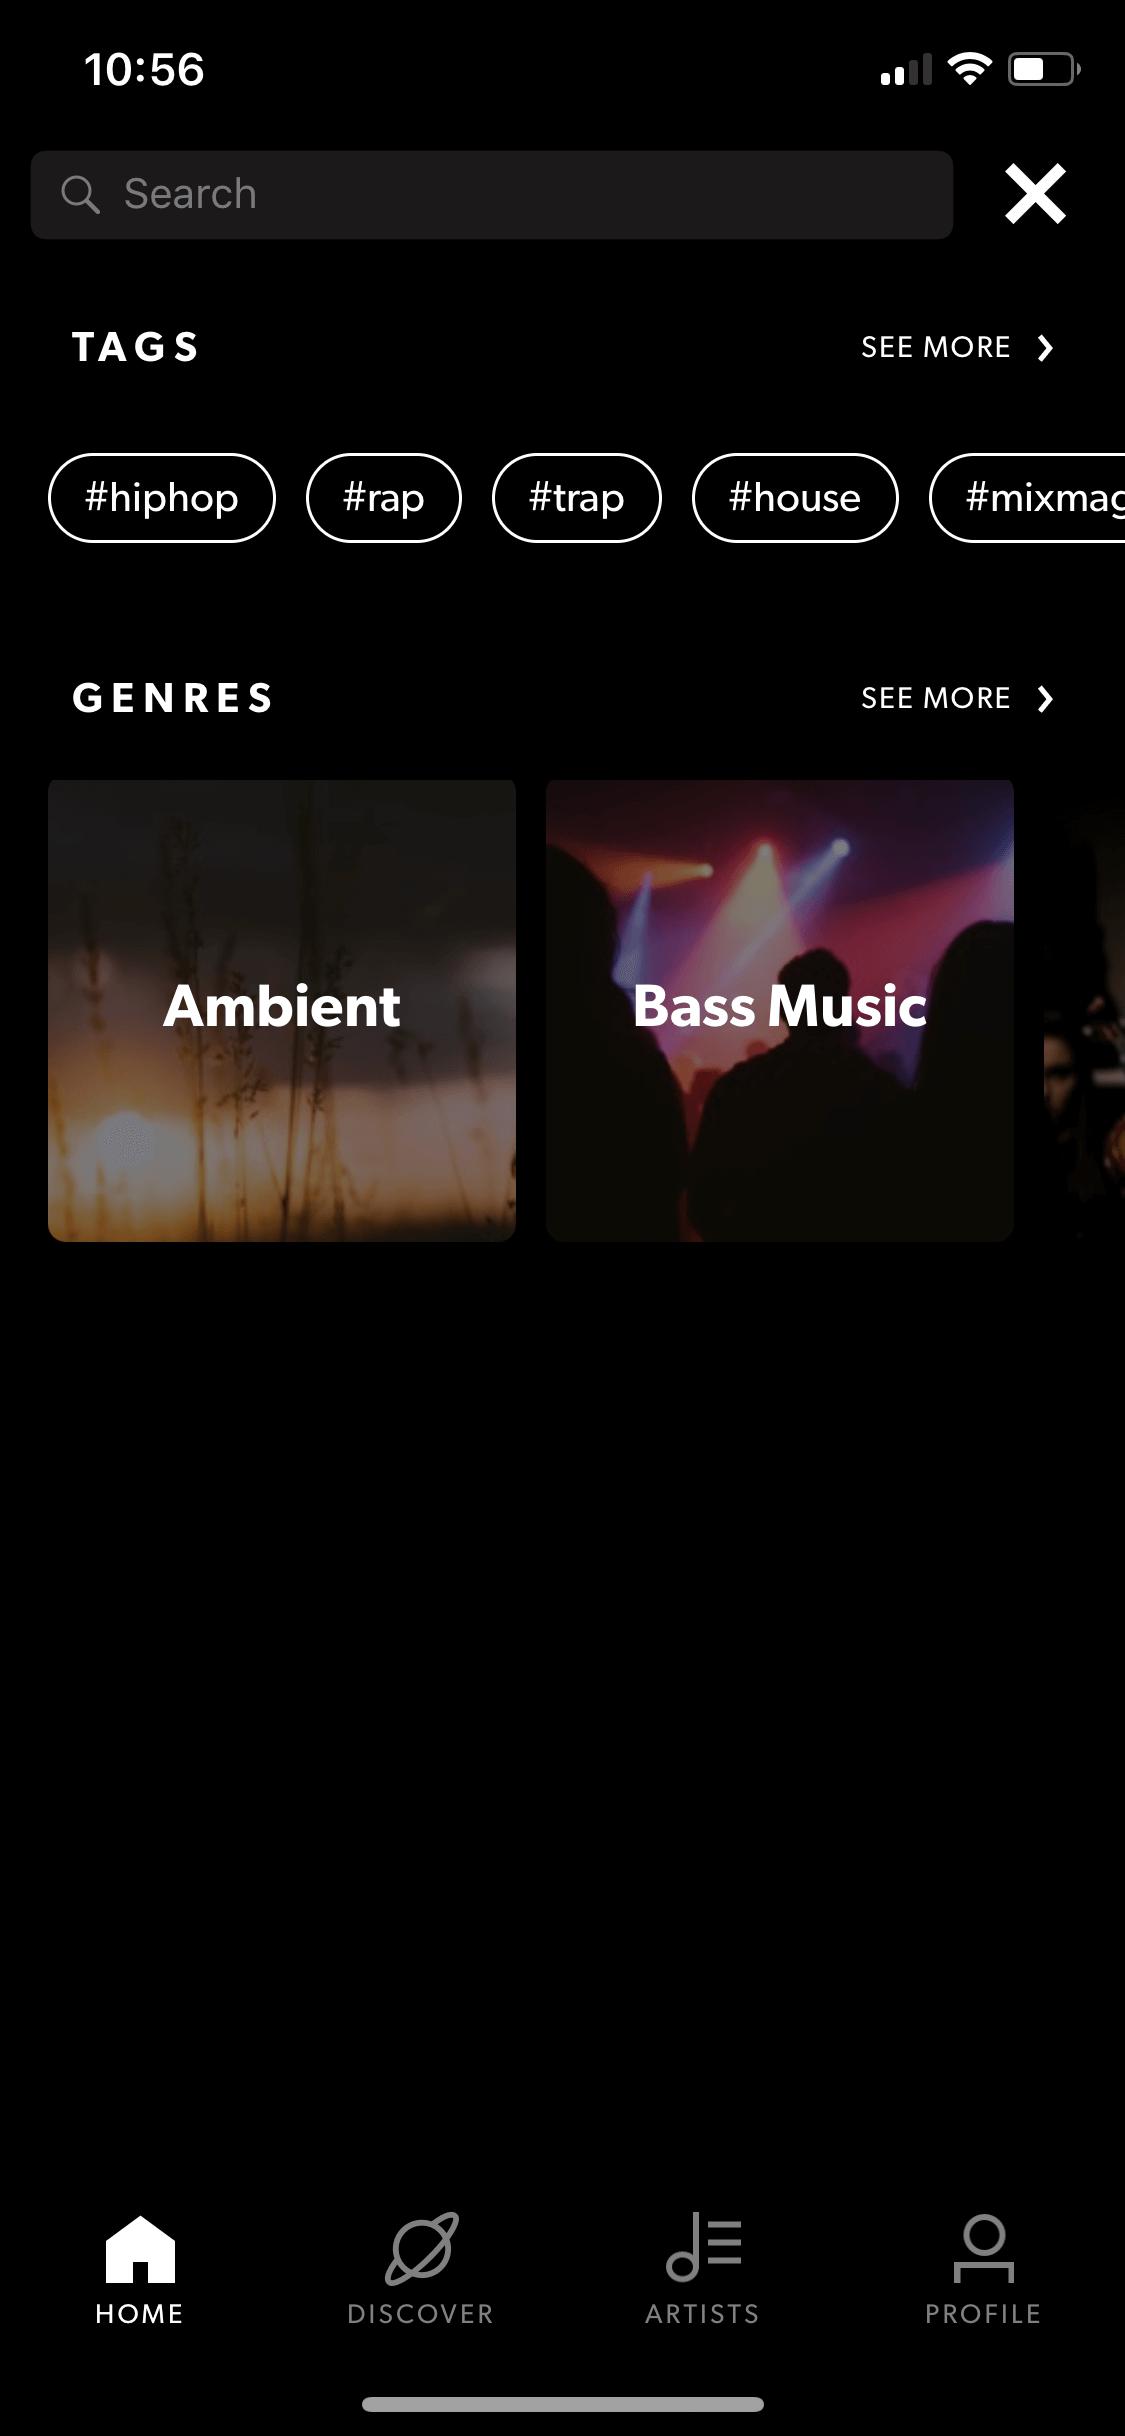 10:56
Search
TAGS
SEE MORE
#hiphop #rap #trap #house #mixmag
GENRES
SEE MORE
Ambient
Bass Music
HOME
DISCOVER
ARTISTS
PROFILE